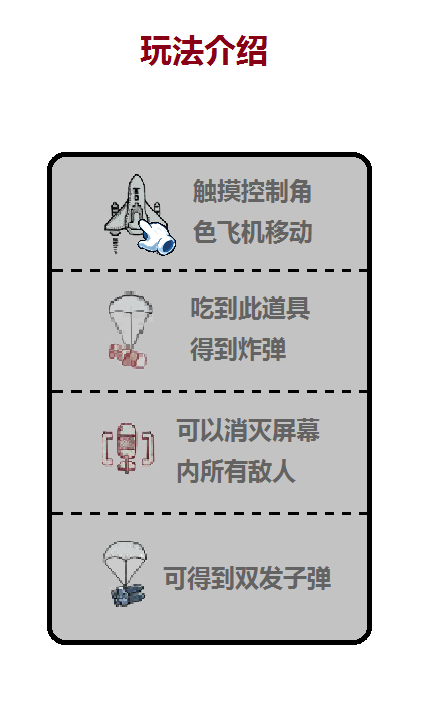 玩法介绍
触摸控制角
色飞机移动
吃到此道具
得到炸弹
可以消灭屏幕
内所有敌人
可得到双发子弹